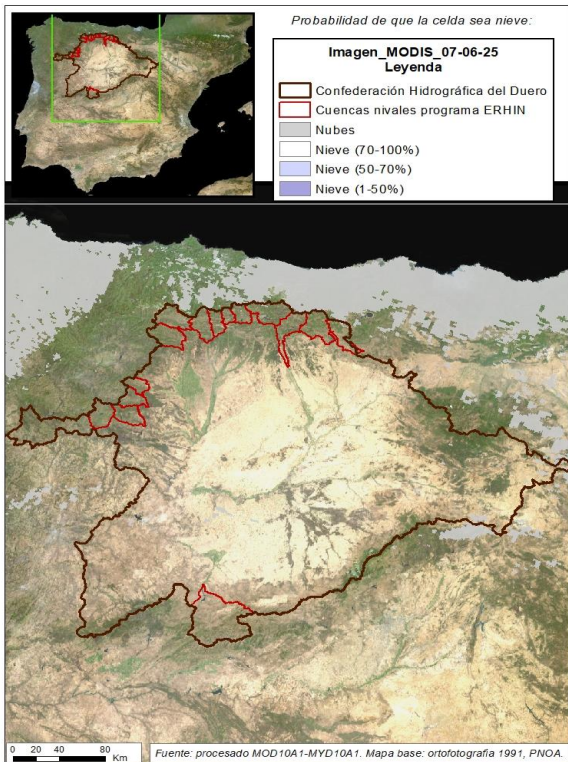 Probabilidad de que la celda sea nieve:
Imagen_MODIS_07-06-25
Leyenda
Confederación Hidrográfica del Duero
Cuencas nivales programa ERHIN
Nubes
Nieve (70-100%)
Nieve (50-70%)
Nieve (1-50%)
0 20 40 80
Km
Fuente: procesado MOD10A1-MYD10A1. Mapa base: ortofotografía 1991, PNOA.